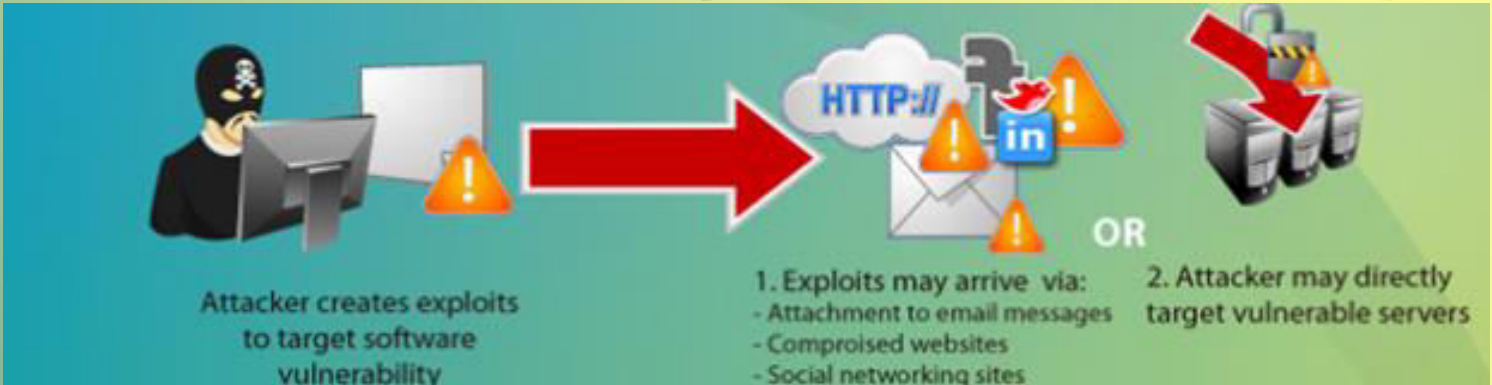 HTTP://
in
OR
Attacker creates exploits
to target software
vulnerability
1. Exploits may arrive via:
- Attachment to email messages
- Comproised websites
- Social networking sites
2. Attacker may directly
target vulnerable servers